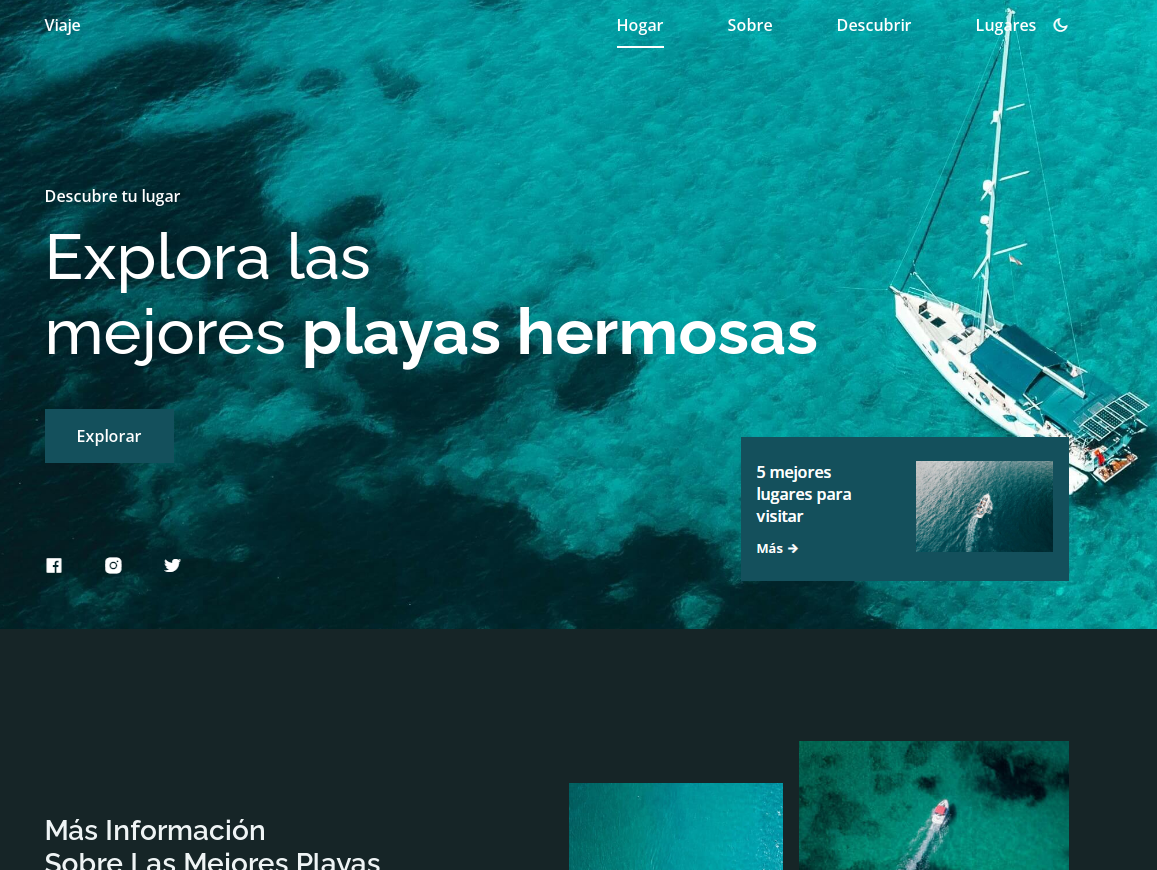 Viaje
Hogar
Sobre
Descubrir
Lugares
Descubre tu lugar
Explora las
mejores playas hermosas
Explorar
5 mejores
lugares para
visitar
Más
Más Información
Sobre Las Mejores Playas